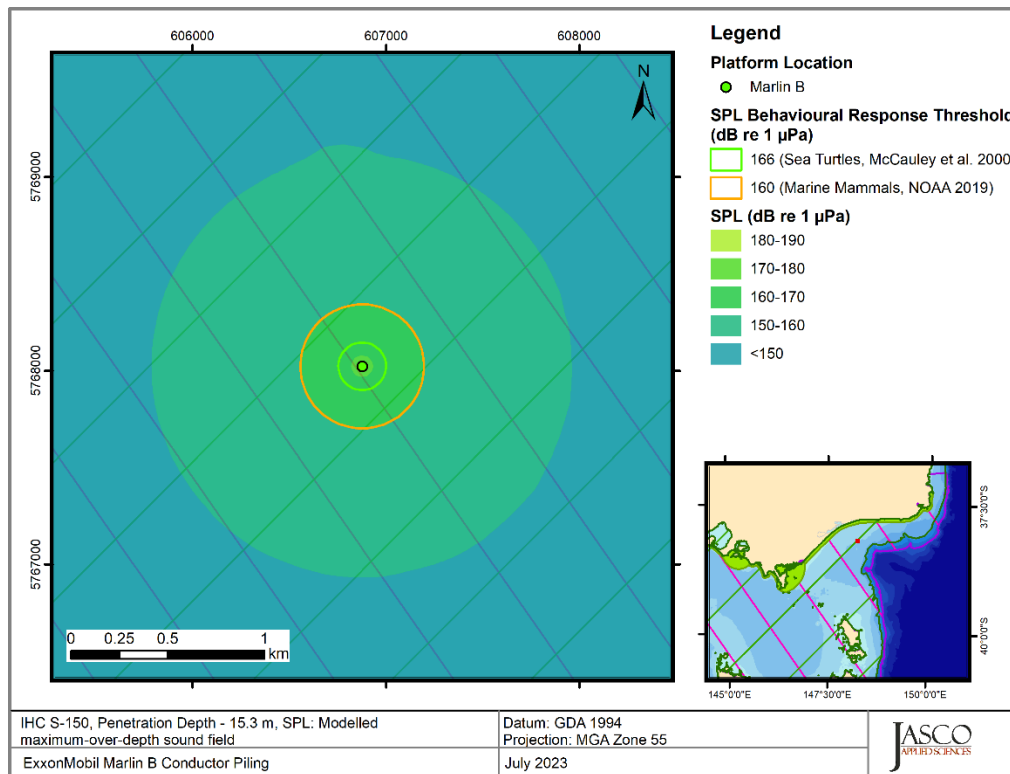 606000
607000
608000
5769000
5768000
5767000
N
0 0.25 0.5 1
km
Legend
Platform Location
Marlin B
SPL Behavioural Response Threshold
(dB re 1 µPa)
166 (Sea Turtles, McCauley et al. 2000
160 (Marine Mammals, NOAA 2019)
SPL (dB re 1 µPa)
180-190
170-180
160-170
150-160
<150
37°30'0"S
40°0'0"S
145°0'0"E
147°3'0"E
150°0'0"E
IHC S-150, Penetration Depth - 15.3 m, SPL: Modelled
maximum-over-depth sound field
ExxonMobil Marlin B Conductor Piling
Datum: GDA 1994
Projection: MGA Zone 55
July 2023
JASCO
APPLIED SCIENCES